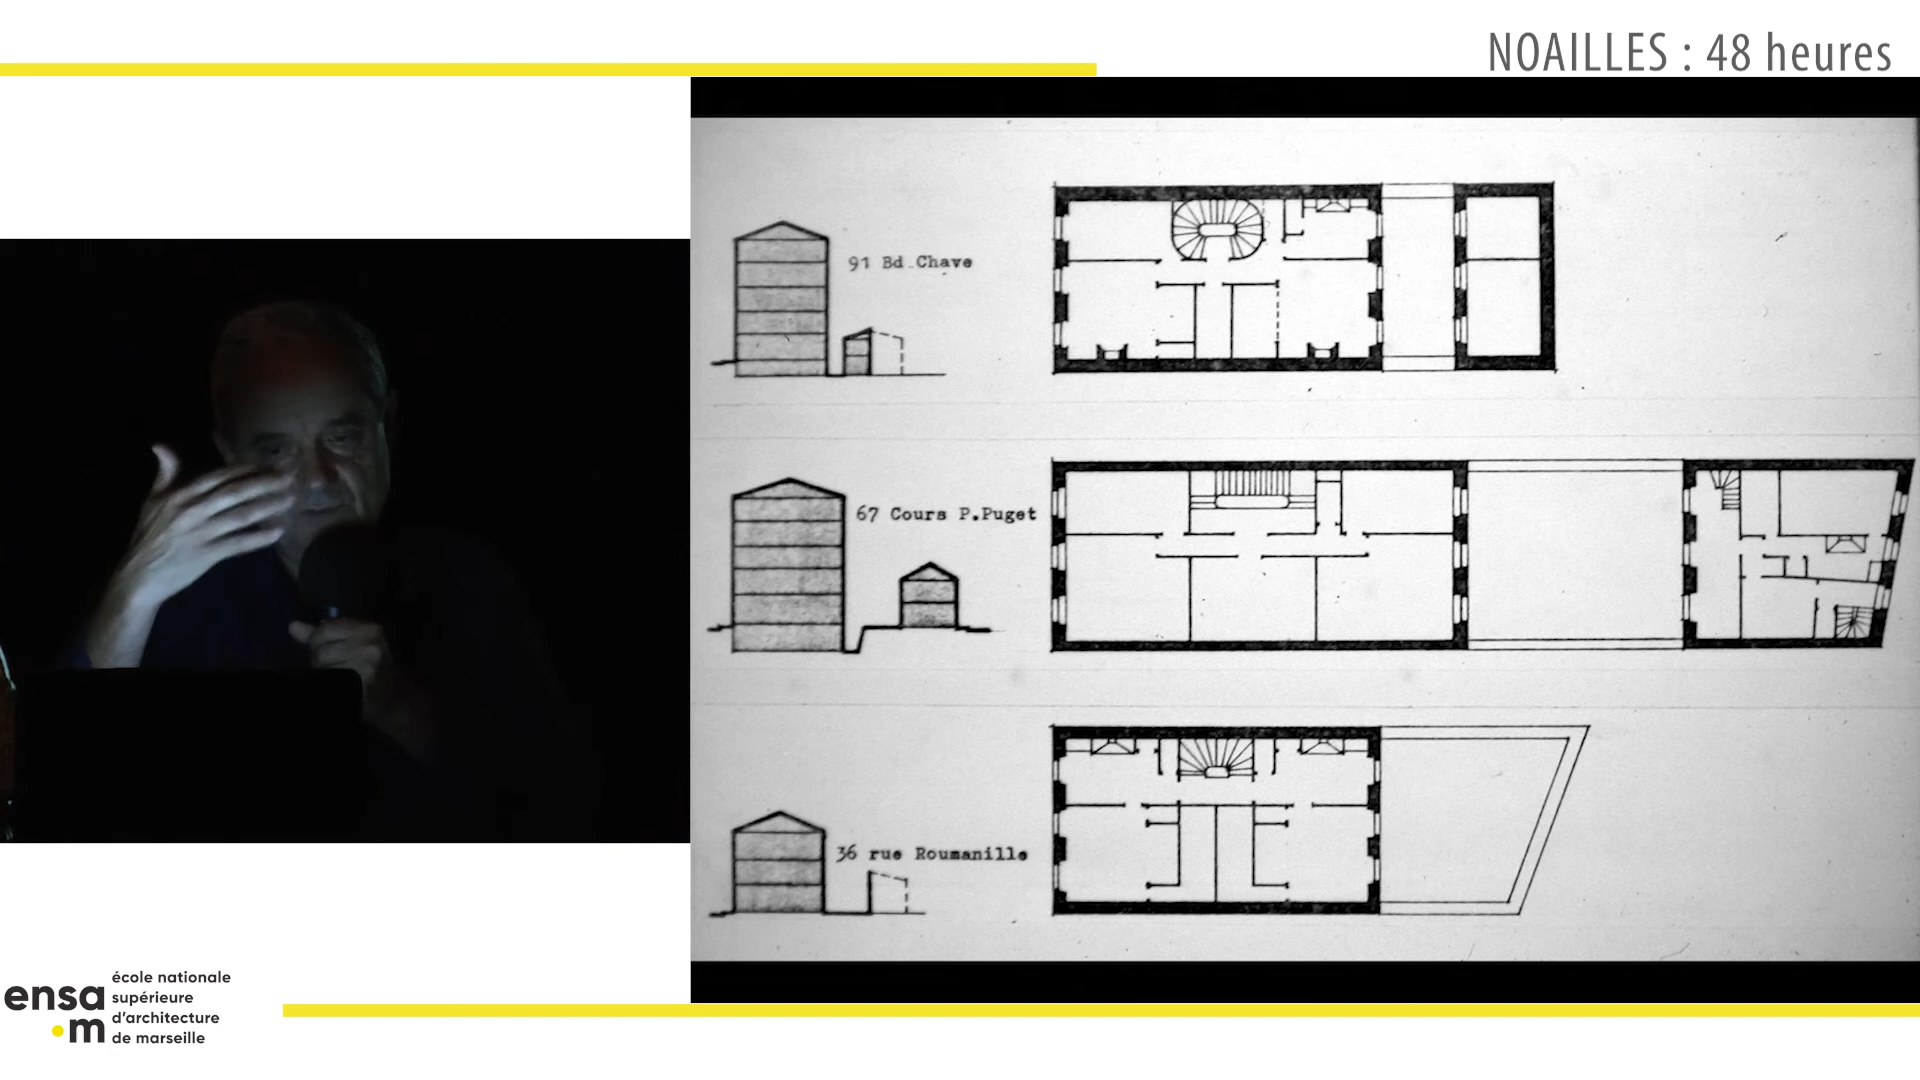 NOAILLES : 48 heures
91 Bd.Chave
67 Cours P.Puget
36 rue Roumanille
ensa
•m
école nationale
supérieure
d'architecture
de marseille